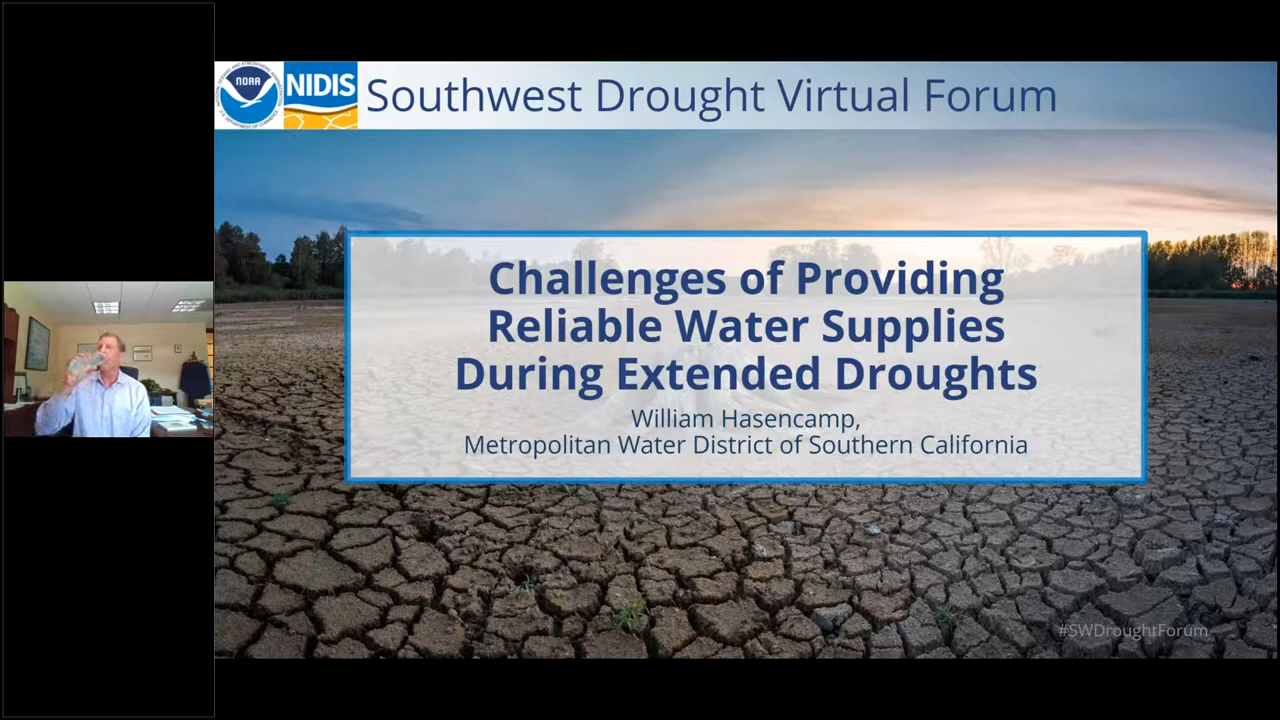 NOAA
NIDIS
Southwest Drought Virtual Forum
Challenges of Providing
Reliable Water Supplies
During Extended Droughts
William Hasencamp,
Metropolitan Water District of Southern California
#SWDroughtForum